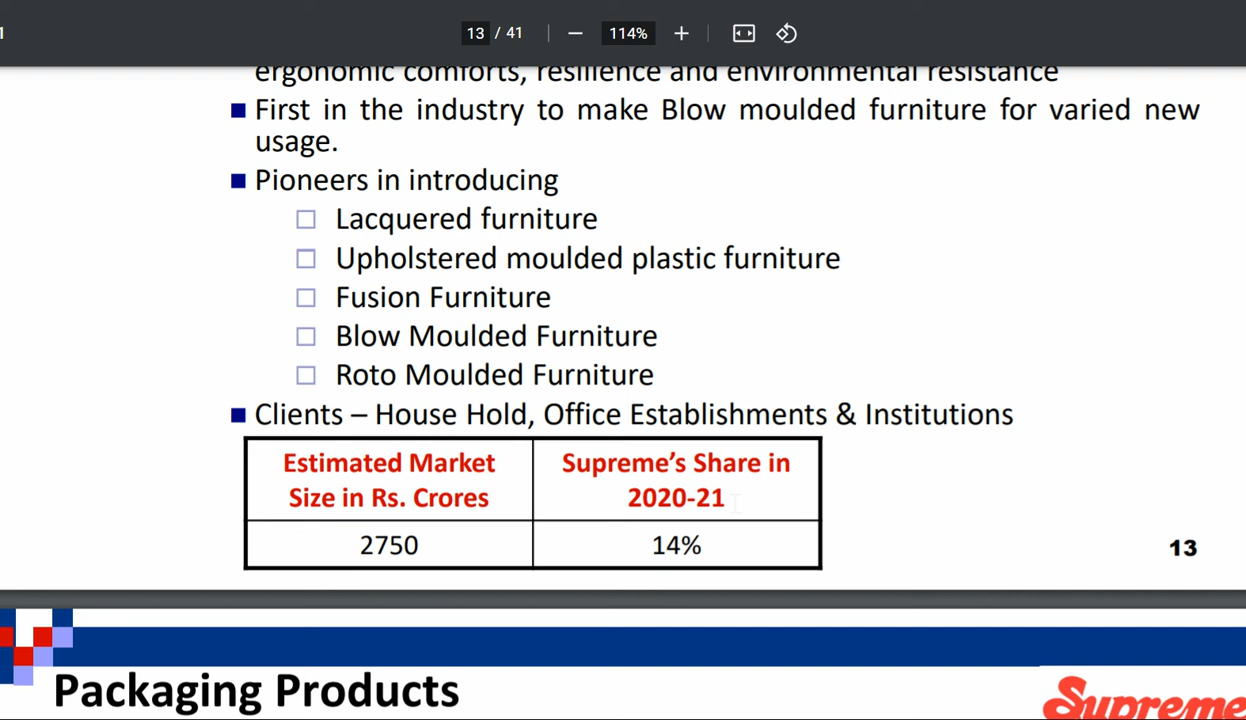 1
13 / 41
114%
ergonomic comforts, resilience and environmental resistance
First in the industry to make Blow moulded furniture for varied new
usage.
Pioneers in introducing
Lacquered furniture
Upholstered moulded plastic furniture
Fusion Furniture
Blow Moulded Furniture
Roto Moulded Furniture
Clients – House Hold, Office Establishments & Institutions
Estimated Market
Size in Rs. Crores
Supreme's Share in
2020-21
2750
14%
13
Packaging Products
Supreme